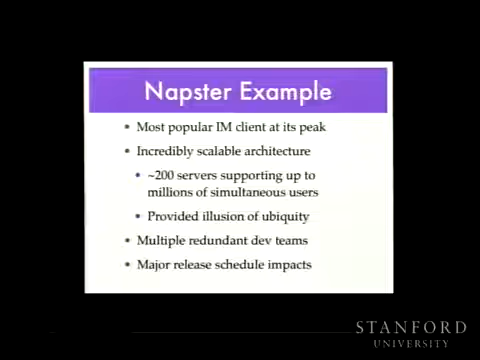 Napster Example
• Most popular IM client at its peak
• Incredibly scalable architecture
• ~200 servers supporting up to
millions of simultaneous users
• Provided illusion of ubiquity
• Multiple redundant dev teams
• Major release schedule impacts
STANFORD
UNIVERSITY